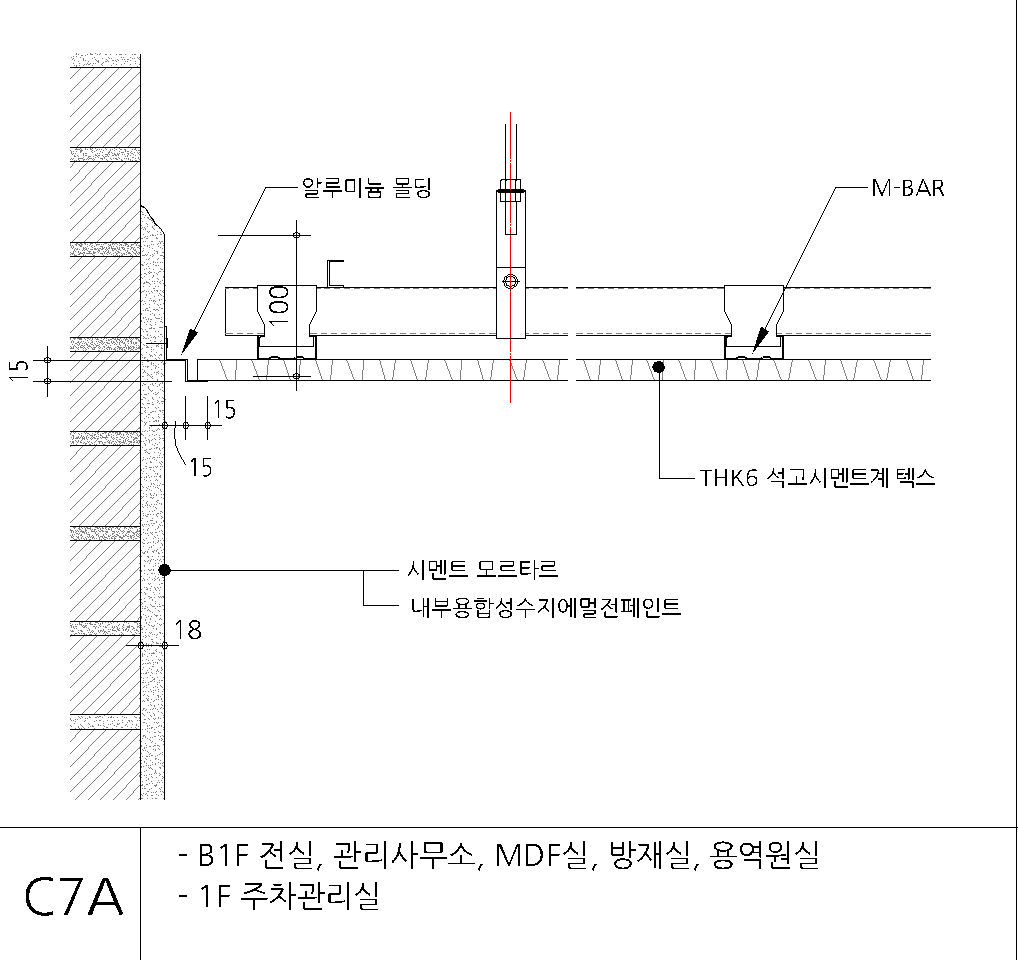 알루미늄 몰딩
M-BAR
100
15
15
15
THK6 석고시멘트계 텍스
시멘트 모르타르
내부용합성수지에멀전페인트
18
C7A
- B1F 전실, 관리사무소, MDF실, 방재실, 용역원실
- 1F 주차관리실